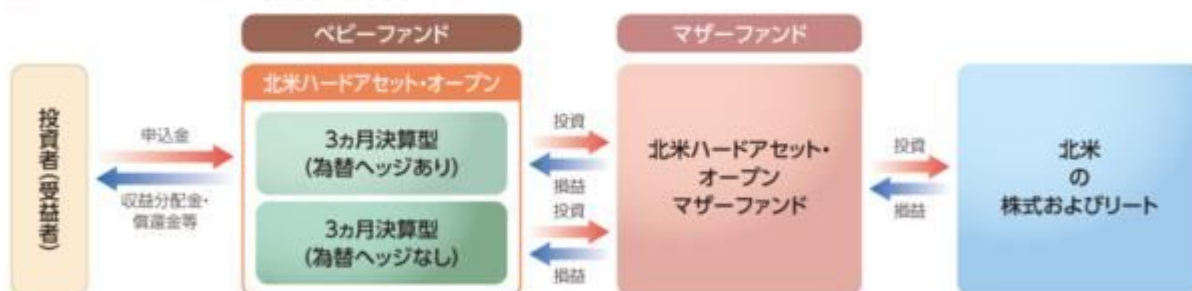 ベビーファンド
マザーファンド
投資者(受益者)
申込金
収益分配金・
償還金等
北米ハードアセット・オープン
3ヵ月決算型
(為替ヘッジあり)
3ヵ月決算型
(為替ヘッジなし)
投資
損益
投資
損益
北米ハードアセット・
オープン
マザーファンド
投資
損益
北米
の
株式およびリート